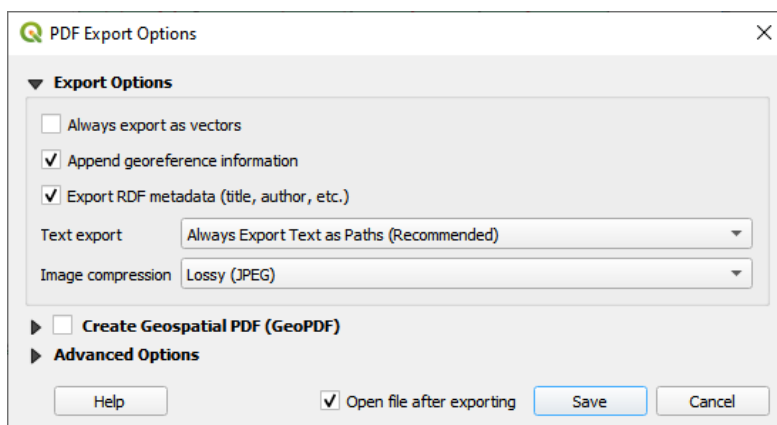 PDF Export Options
Export Options
Always export as vectors
Append georeference information
Export RDF metadata (title, author, etc.)
Text export Always Export Text as Paths (Recommended)
Image compression Lossy (JPEG)
Create Geospatial PDF (GeoPDF)
Advanced Options
Help Open file after exporting Save Cancel